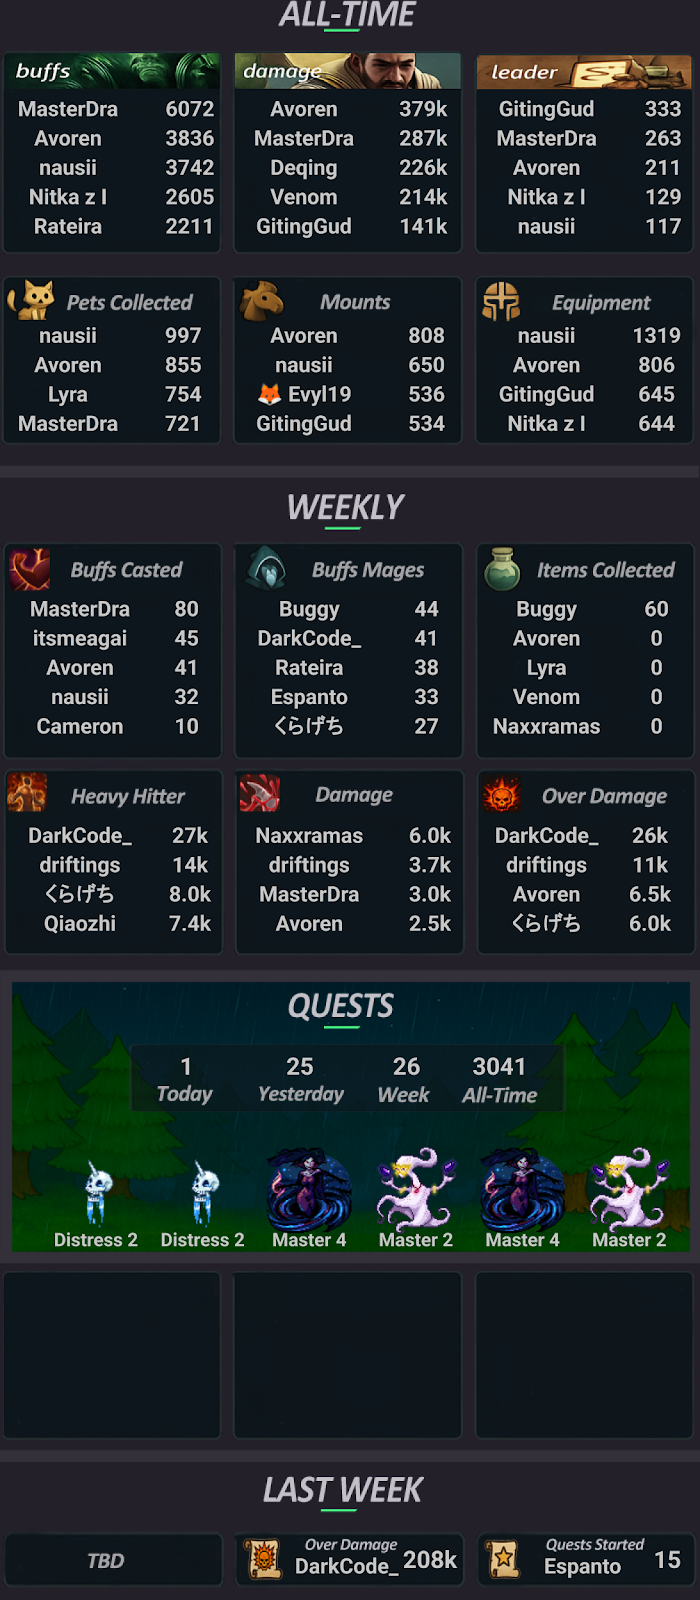 ALL-TIME
buffs
MasterDra 6072
Avoren 3836
nausii 3742
Nitka z l 2605
Rateira 2211
damage
Avoren 379k
MasterDra 287k
Deqing 226k
Venom 214k
GitingGud 141k
leader
GitingGud 333
MasterDra 263
Avoren 211
Nitka z l 129
nausii 117
Pets Collected
nausii 997
Avoren 855
Lyra 754
MasterDra 721
Mounts
Avoren 808
nausii 650
🦊 Evyl19 536
GitingGud 534
Equipment
nausii 1319
Avoren 806
GitingGud 645
Nitka z l 644
WEEKLY
Buffs Casted
MasterDra 80
itsmeagai 45
Avoren 41
nausii 32
Cameron 10
Buffs Mages
Buggy 44
DarkCode_ 41
Rateira 38
Espanto 33
くらげち 27
Items Collected
Buggy 60
Avoren 0
Lyra 0
Venom 0
Naxxramas 0
Heavy Hitter
DarkCode_ 27k
driftings 14k
くらげち 8.0k
Qiaozhi 7.4k
Damage
Naxxramas 6.0k
driftings 3.7k
MasterDra 3.0k
Avoren 2.5k
Over Damage
DarkCode_ 26k
driftings 11k
Avoren 6.5k
くらげち 6.0k
QUESTS
1 25 26 3041
Today Yesterday Week All-Time
Distress 2 Distress 2 Master 4 Master 2 Master 4 Master 2
LAST WEEK
TBD
Over Damage
DarkCode_ 208k
Quests Started
Espanto 15